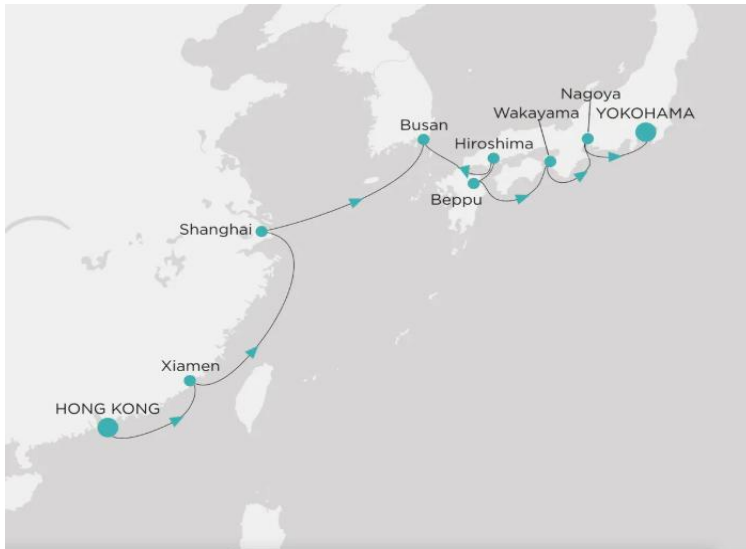 Nagoya
Wakayama
YOKOHAMA
Busan
Hiroshima
Beppu
Shanghai
Xiamen
HONG KONG